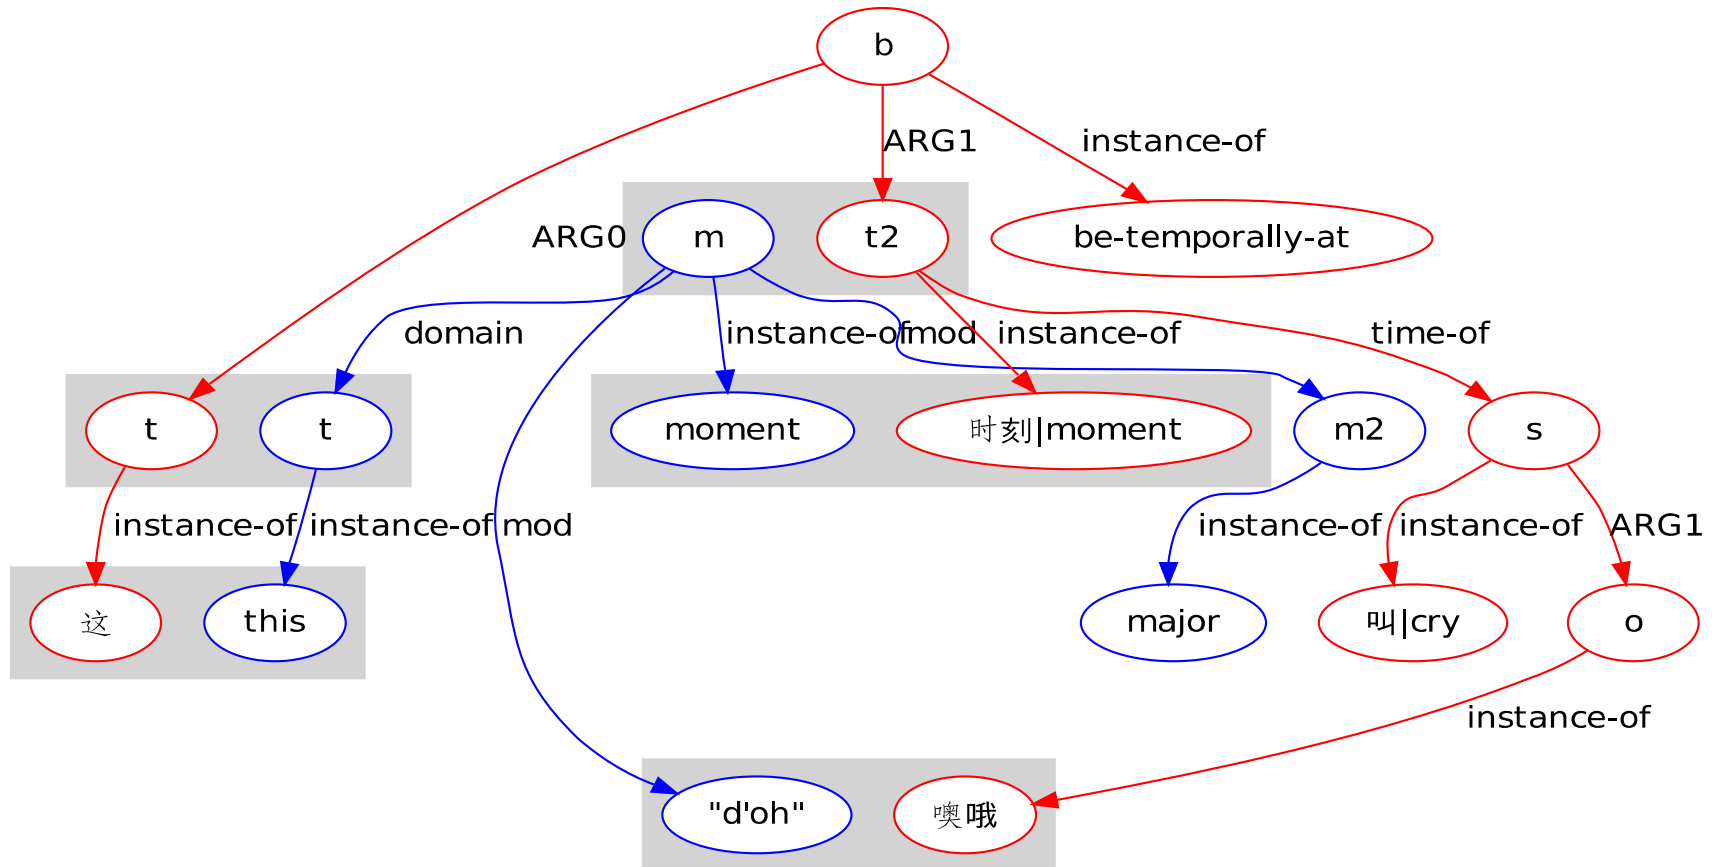 b
ARG1
instance-of
ARG0
m
t2
be-temporally-at
domain
instance-of
mod
instance-of
time-of
t
t
moment
时刻|moment
m2
s
instance-of
instance-of
mod
instance-of
instance-of
ARG1
这
this
major
叫|cry
o
instance-of
"d'oh"
噢哦